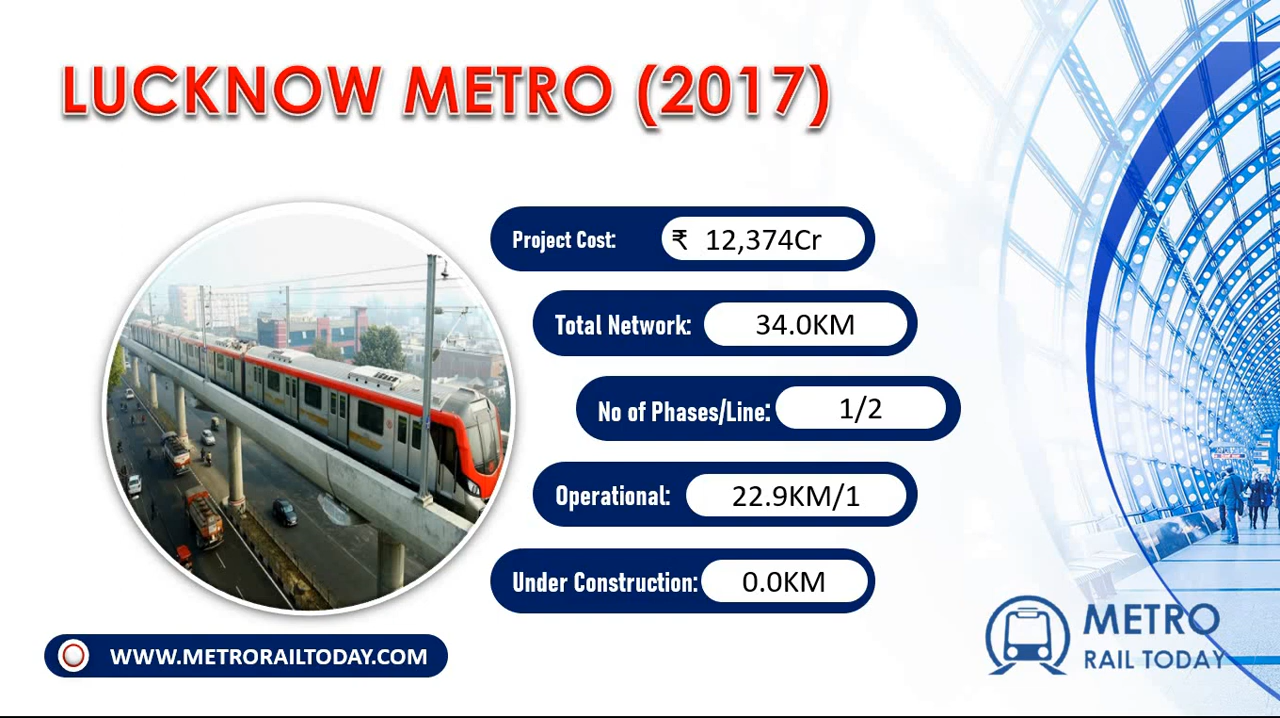 LUCKNOW METRO (2017)
Project Cost: ₹ 12,374Cr
Total Network: 34.0KM
No of Phases/Line: 1/2
Operational: 22.9KM/1
Under Construction: 0.0KM
WWW.METRORAILTODAY.COM
METRO
RAIL TODAY